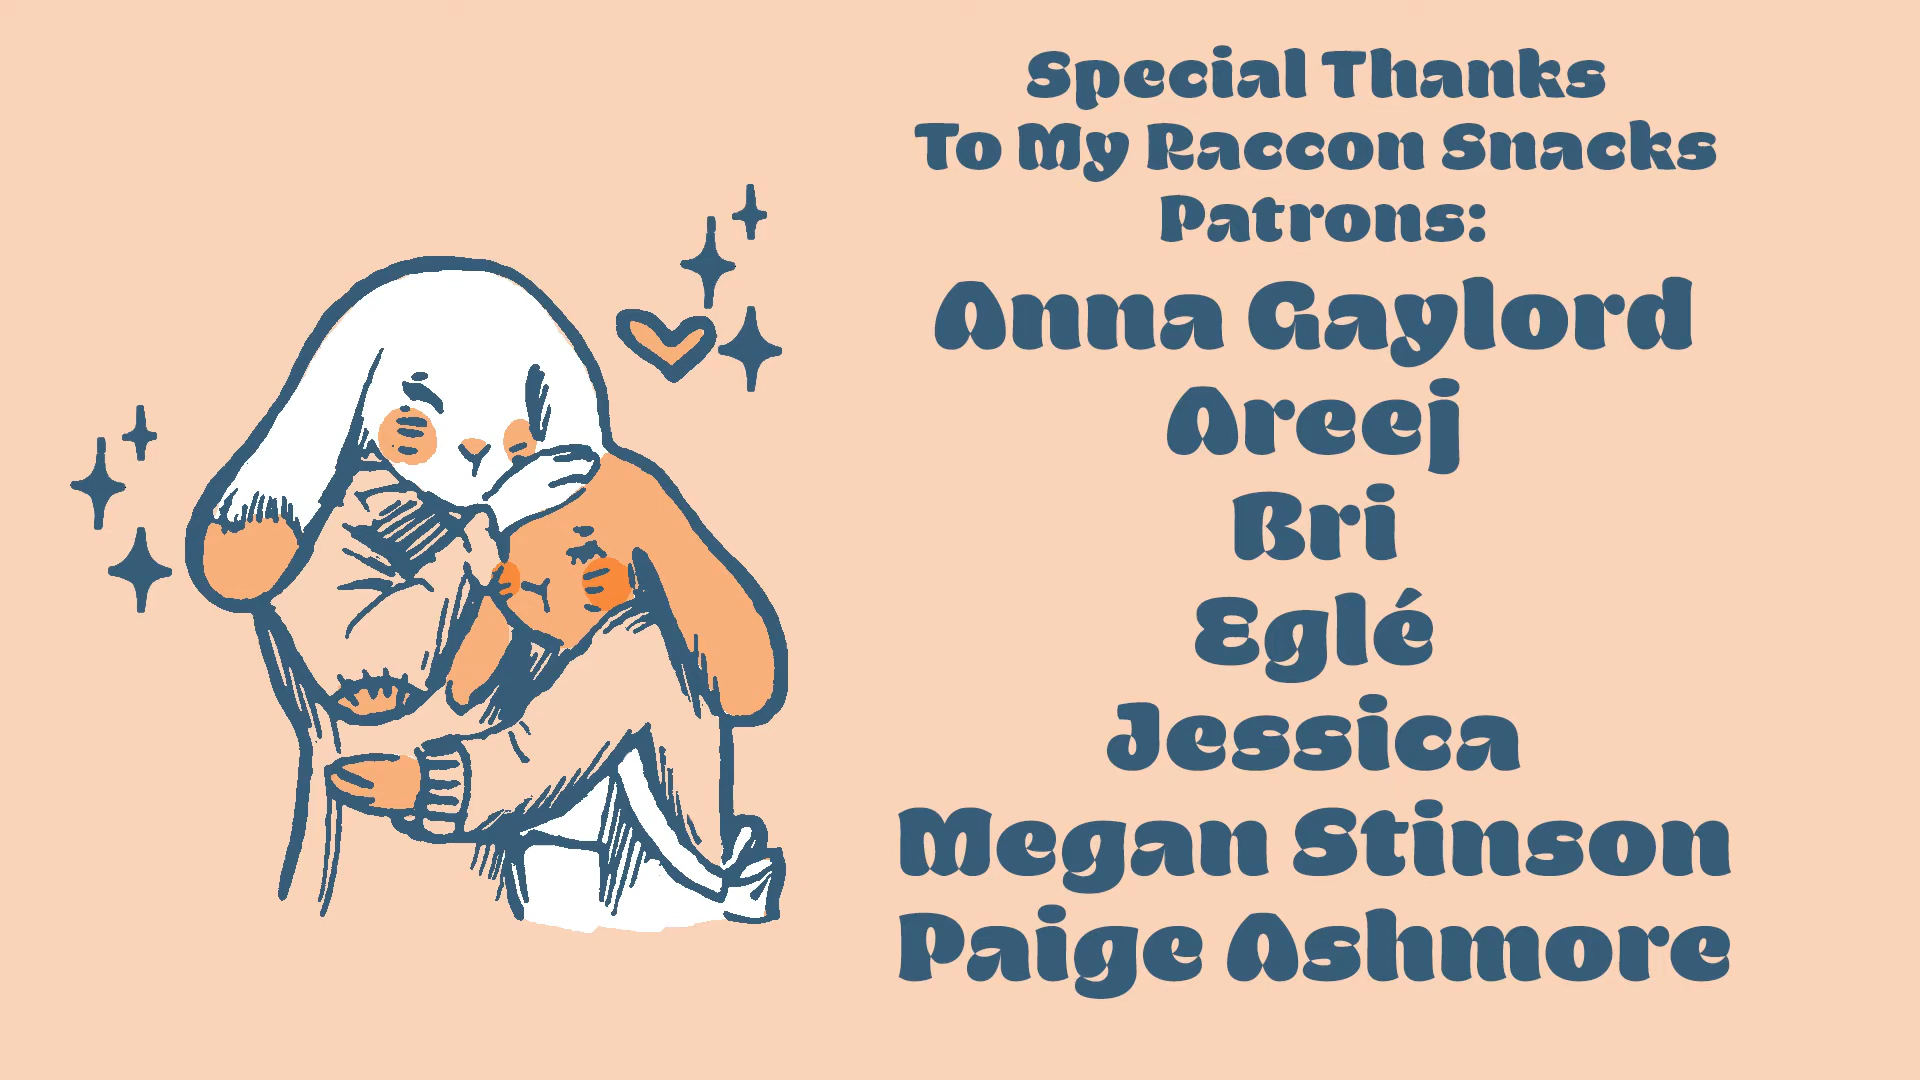 Special Thanks
To My Raccon Snacks
Patrons:
Anna Gaylord
Areej
Bri
Eglé
Jessica
Megan Stinson
Paige Ashmore